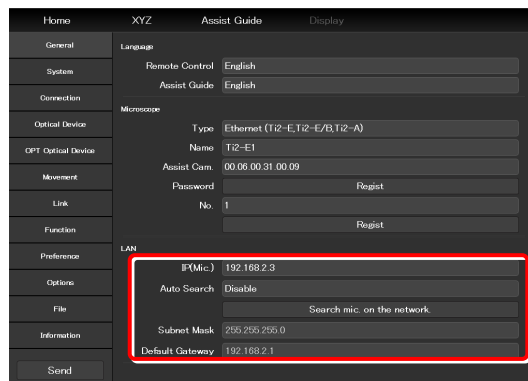 Home XYZ Assist Guide Display
General
System
Connection
Optical Device
OPT Optical Device
Movement
Link
Function
Preference
Options
File
Information
Send
Language
Remote Control English
Assist Guide English
Microscope
Type Ethernet (Ti2-E,Ti2-E/B,Ti2-A)
Name Ti2-E1
Assist Cam. 00.06.00.31.00.09
Password Regist
No. 1
Regist
LAN
IP(Mic.) 192.168.2.3
Auto Search Disable
Search mic. on the network.
Subnet Mask 255.255.255.0
Default Gateway 192.168.2.1